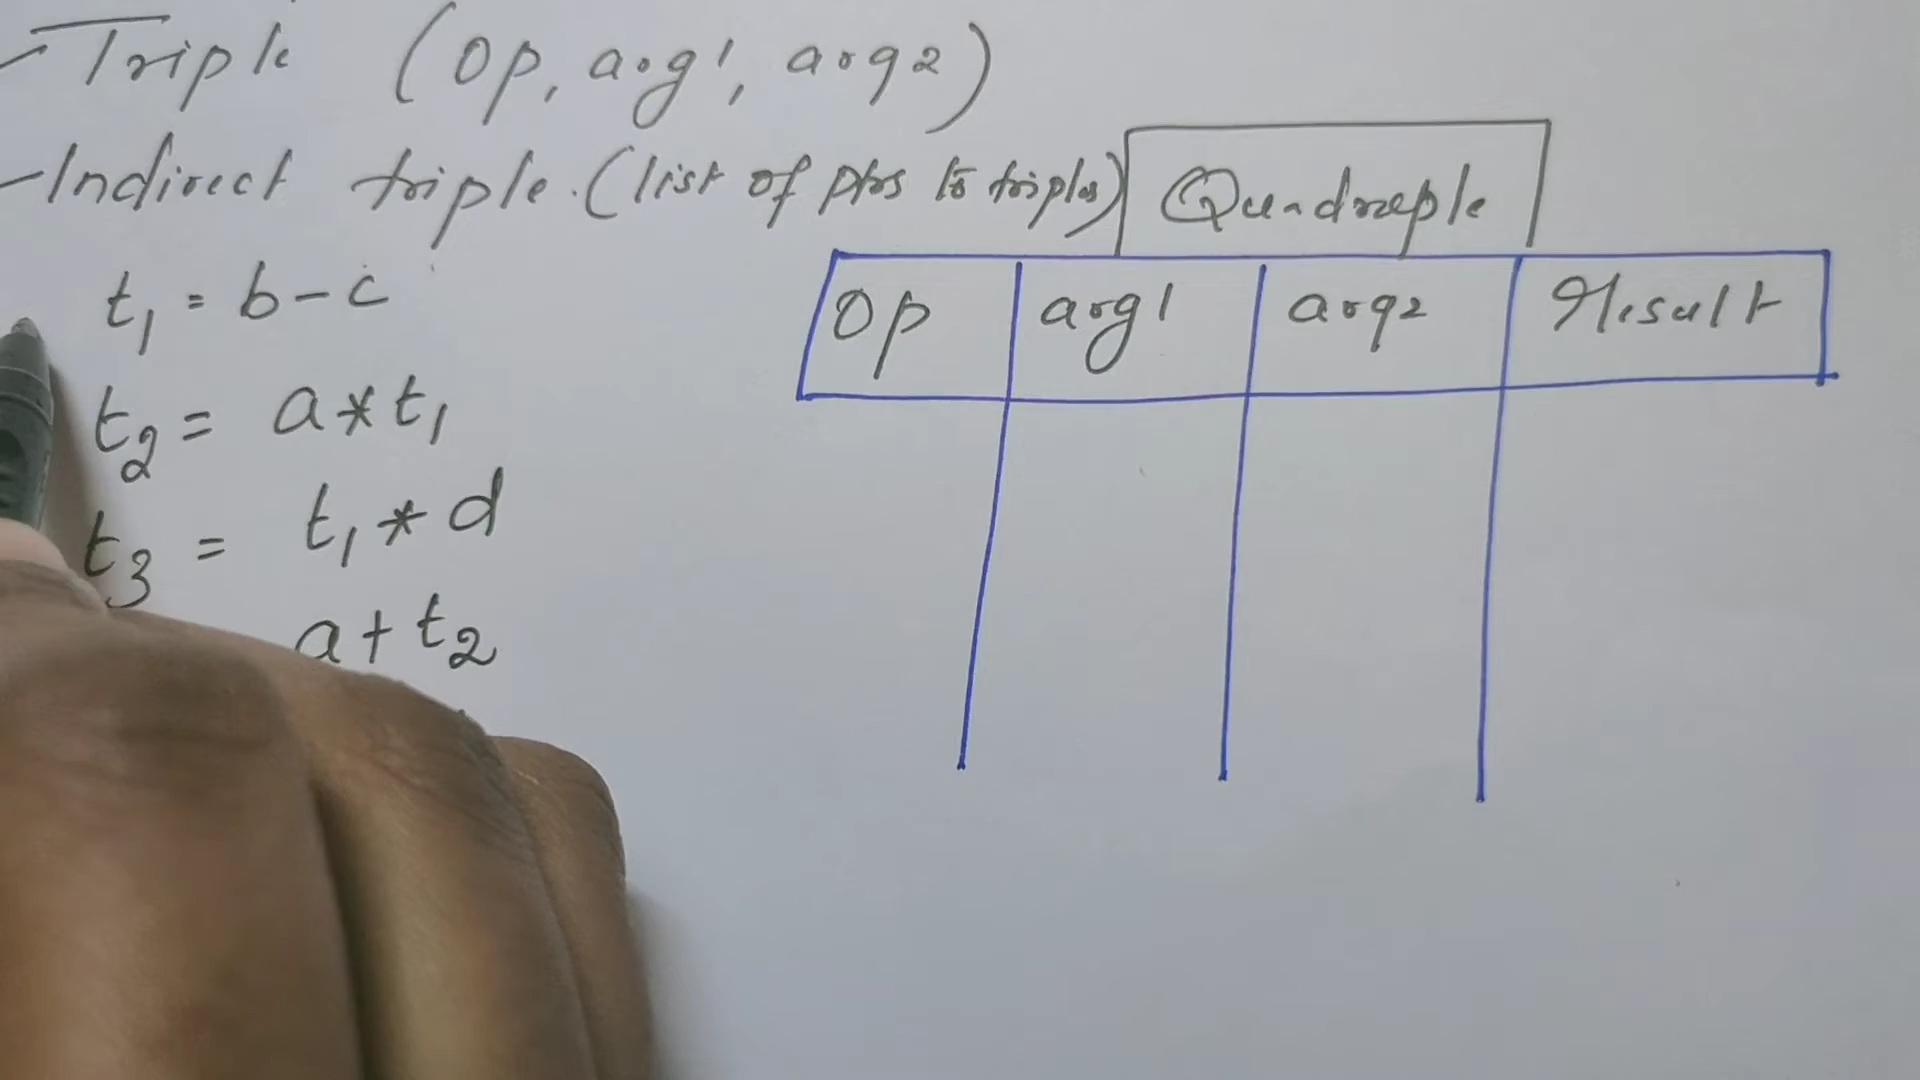 - Triple (Op, arg1, arg2)
- Indirect triple. (list of ptrs to triples)
t1 = b - c
t2 = a * t1
t3 = t1 * d
a + t2
Quadruple
Op arg1 arg2 Result